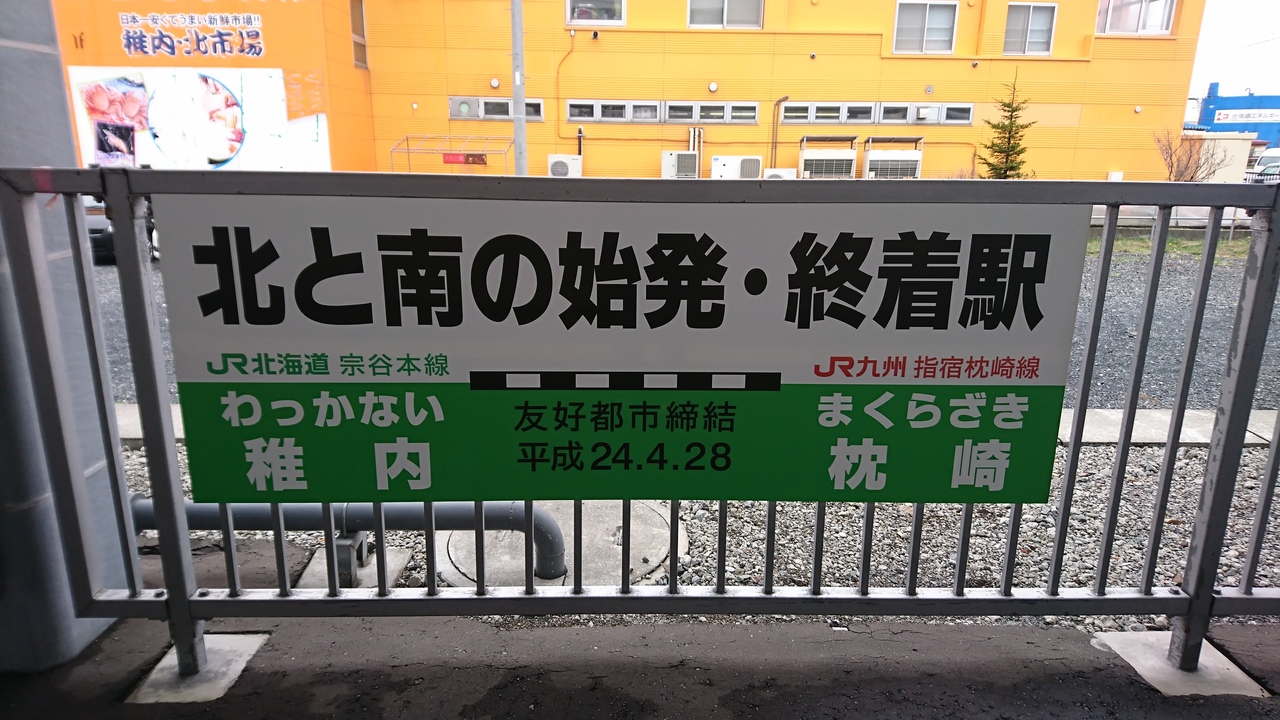 日本一安くてうまい新鮮市場!!
稚内・北市場
北と南の始発・終着駅
JR北海道 宗谷本線
JR九州 指宿枕崎線
わっかない
友好都市締結
まくらざき
稚内
平成24.4.28
枕崎